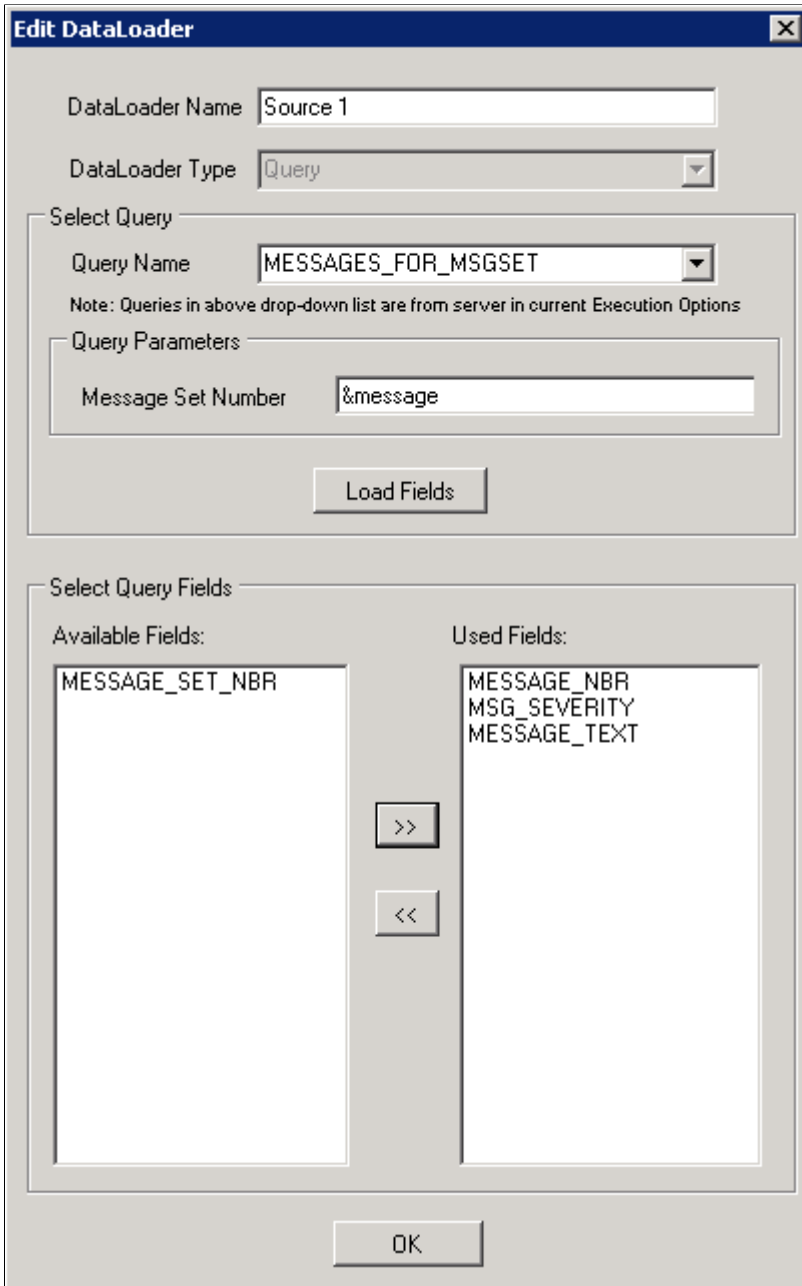 Edit DataLoader
DataLoader Name Source 1
DataLoader Type Query
Select Query
Query Name MESSAGES_FOR_MSGSET
Note: Queries in above drop-down list are from server in current Execution Options
Query Parameters
Message Set Number &message
Load Fields
Select Query Fields
Available Fields:
MESSAGE_SET_NBR
Used Fields:
MESSAGE_NBR
MSG_SEVERITY
MESSAGE_TEXT
>>
<<
OK